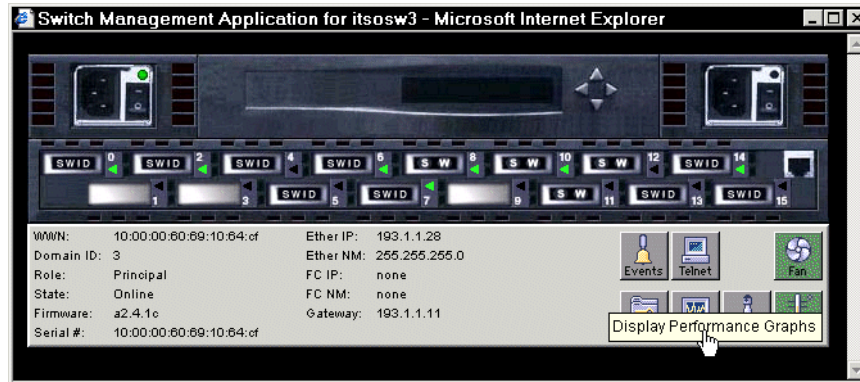 Switch Management Application for itsosw3 - Microsoft Internet Explorer
SWID 0 SWID 2 SWID 4 SWID 6 S W 8 S W 10 S W 12 SWID 14
1 3 SWID 5 SWID 7 9 S W 11 SWID 13 SWID 15
WWN: 10:00:00:60:69:10:64:cf
Domain ID: 3
Role: Principal
State: Online
Firmware: a2.4.1c
Serial #: 10:00:00:60:69:10:64:cf
Ether IP: 193.1.1.28
Ether NM: 255.255.255.0
FC IP: none
FC NM: none
Gateway: 193.1.1.11
Events Telnet Fan
Display Performance Graphs